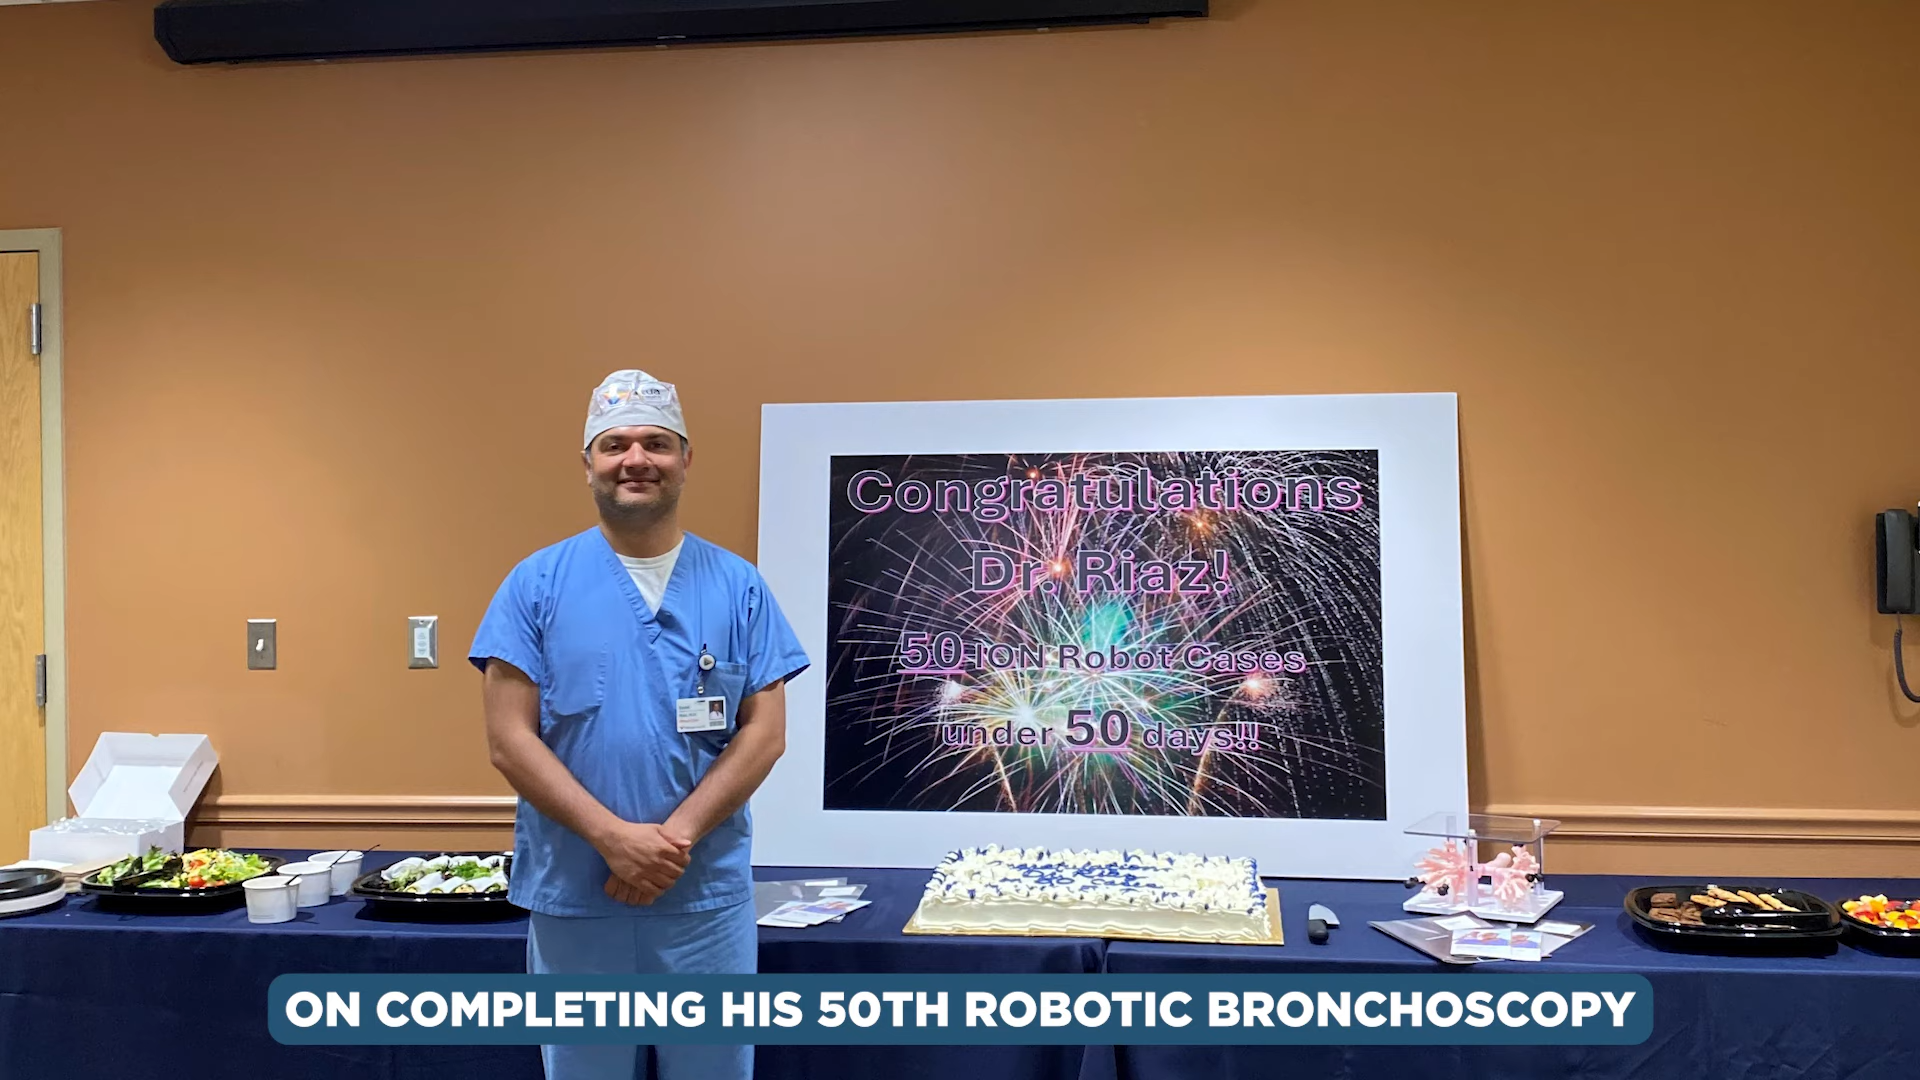 Congratulations
Dr. Riaz!
50 ION Robot Cases
under 50 days!!
ON COMPLETING HIS 50TH ROBOTIC BRONCHOSCOPY